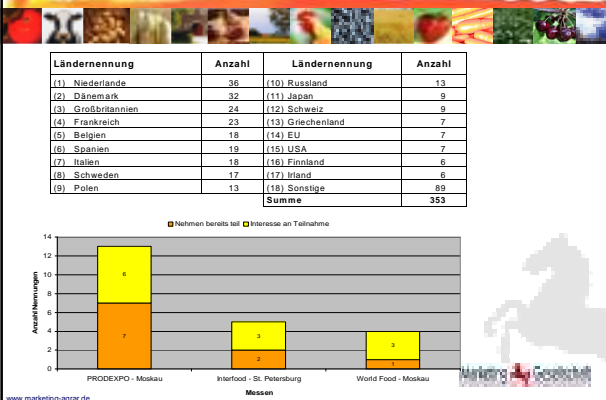 Ländernennung Anzahl Ländernennung Anzahl
(1) Niederlande 36 (10) Russland 13
(2) Dänemark 32 (11) Japan 9
(3) Großbritannien 24 (12) Schweiz 9
(4) Frankreich 23 (13) Griechenland 7
(5) Belgien 18 (14) EU 7
(6) Spanien 19 (15) USA 7
(7) Italien 18 (16) Finnland 6
(8) Schweden 17 (17) Irland 6
(9) Polen 13 (18) Sonstige 89
Summe 353
Nehmen bereits teil Interesse an Teilnahme
Anzahl Nennungen
14
12
10
8
6
4
2
0
6
7
3
2
3
1
PRODEXPO - Moskau Interfood - St. Petersburg World Food - Moskau
Messen
Marketing Gesellschaft
www.marketing-agrar.de